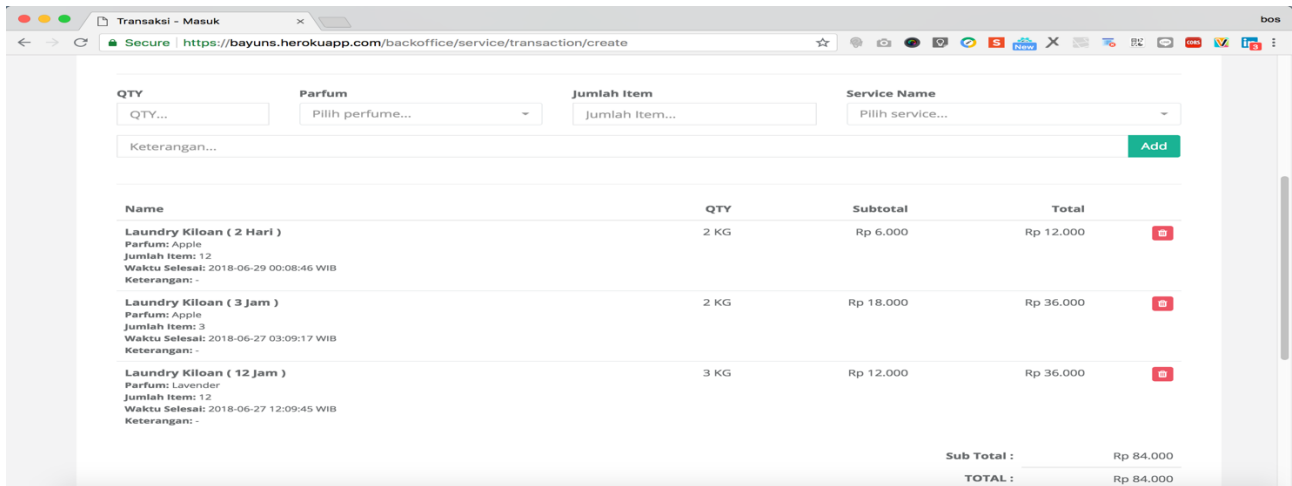 Transaksi - Masuk
bos
Secure https://bayuns.herokuapp.com/backoffice/service/transaction/create
S New CORS in 3
QTY Parfum Jumlah Item Service Name
QTY... Pilih perfume... Jumlah Item... Pilih service...
Keterangan... Add
Name QTY Subtotal Total
Laundry Kiloan ( 2 Hari ) 2 KG Rp 6.000 Rp 12.000
Parfum: Apple
Jumlah Item: 12
Waktu Selesai: 2018-06-29 00:08:46 WIB
Keterangan: -
Laundry Kiloan ( 3 Jam ) 2 KG Rp 18.000 Rp 36.000
Parfum: Apple
Jumlah Item: 3
Waktu Selesai: 2018-06-27 03:09:17 WIB
Keterangan: -
Laundry Kiloan ( 12 Jam ) 3 KG Rp 12.000 Rp 36.000
Parfum: Lavender
Jumlah Item: 12
Waktu Selesai: 2018-06-27 12:09:45 WIB
Keterangan: -
Sub Total : Rp 84.000
TOTAL : Rp 84.000